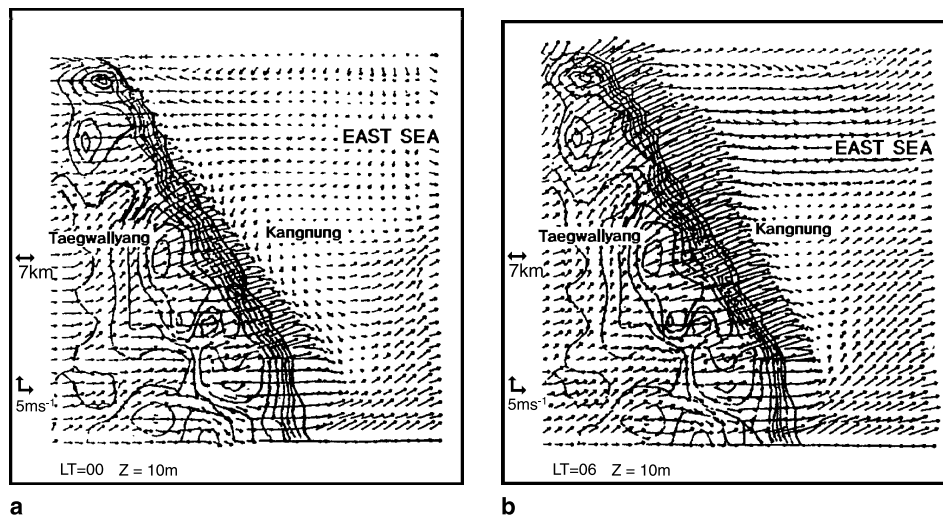 EAST SEA
Kangnung
Taegwallyang
7km
5ms-1
LT=00 Z = 10m
a
EAST SEA
Kangnung
Taegwallyang
7km
5ms-1
LT=06 Z = 10m
b